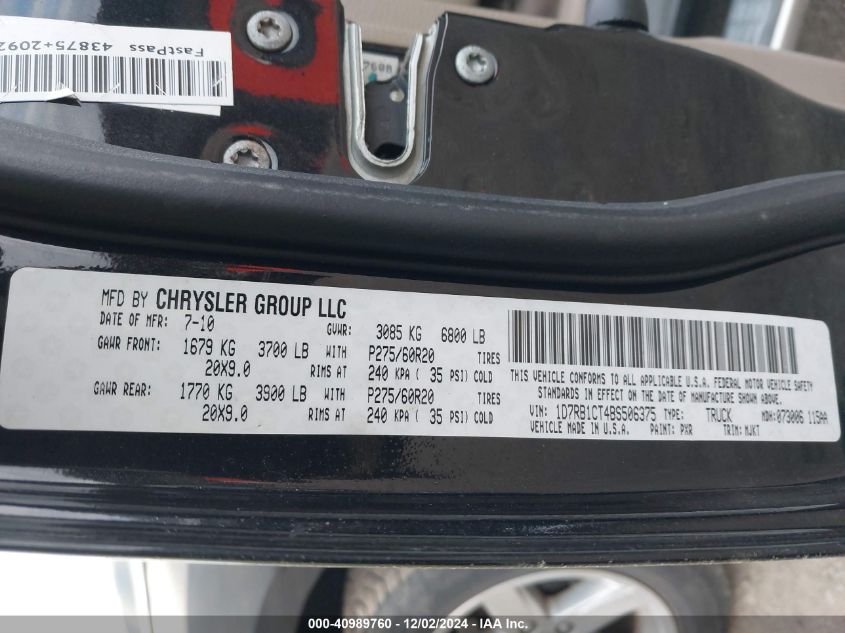 FastPass 43875+2092
760R
MFD BY CHRYSLER GROUP LLC
DATE OF MFR: 7-10 GVWR: 3085 KG 6800 LB
GAWR FRONT: 1679 KG 3700 LB WITH P275/60R20 TIRES
20X9.0 RIMS AT 240 KPA ( 35 PSI) COLD
GAWR REAR: 1770 KG 3900 LB WITH P275/60R20 TIRES
20X9.0 RIMS AT 240 KPA ( 35 PSI) COLD
THIS VEHICLE CONFORMS TO ALL APPLICABLE U.S.A. FEDERAL MOTOR VEHICLE SAFETY
STANDARDS IN EFFECT ON THE DATE OF MANUFACTURE SHOWN ABOVE.
VIN: 1D7RB1CT4BS506375 TYPE: TRUCK MDH: 073006 11SAA
VEHICLE MADE IN U.S.A. PAINT: PXR TRIM: MJKT
000-40989760 - 12/02/2024 - IAA Inc.